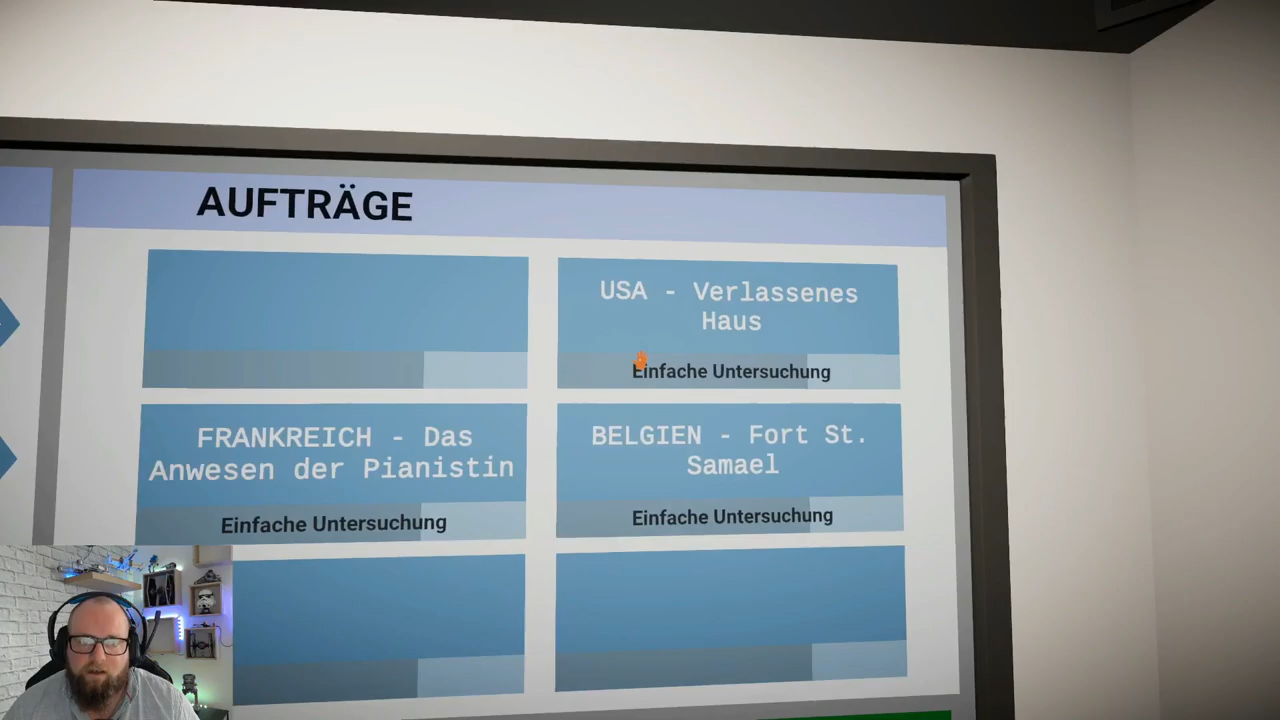 AUFTRÄGE
USA - Verlassenes
Haus
Einfache Untersuchung
FRANKREICH - Das
Anwesen der Pianistin
Einfache Untersuchung
BELGIEN - Fort St.
Samael
Einfache Untersuchung